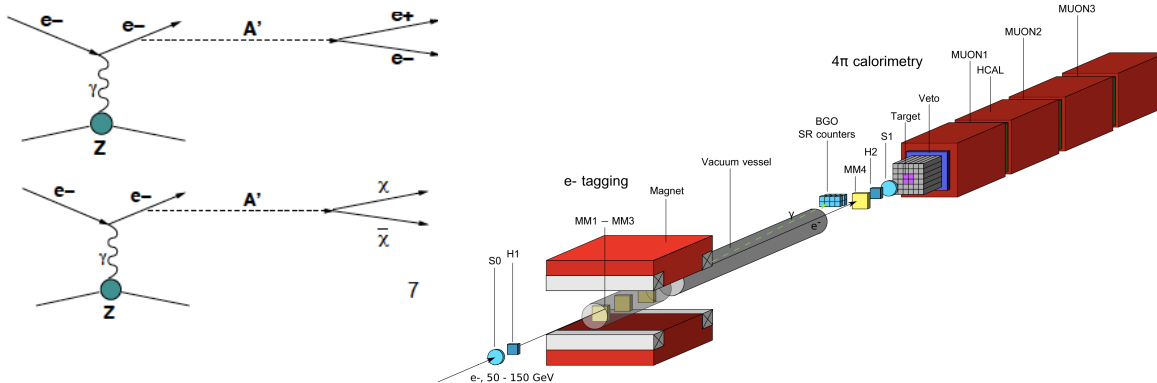 e−
e−
A'
e+
e−
γ
Z
e−
e−
A'
χ
χ̅
γ
Z
7
MUON3
MUON2
MUON1
HCAL
4π calorimetry
Veto
Target
S1
BGO
SR counters
H2
MM4
Vacuum vessel
e- tagging
Magnet
MM1 – MM3
γ
e⁻
S0
H1
e-, 50 - 150 GeV